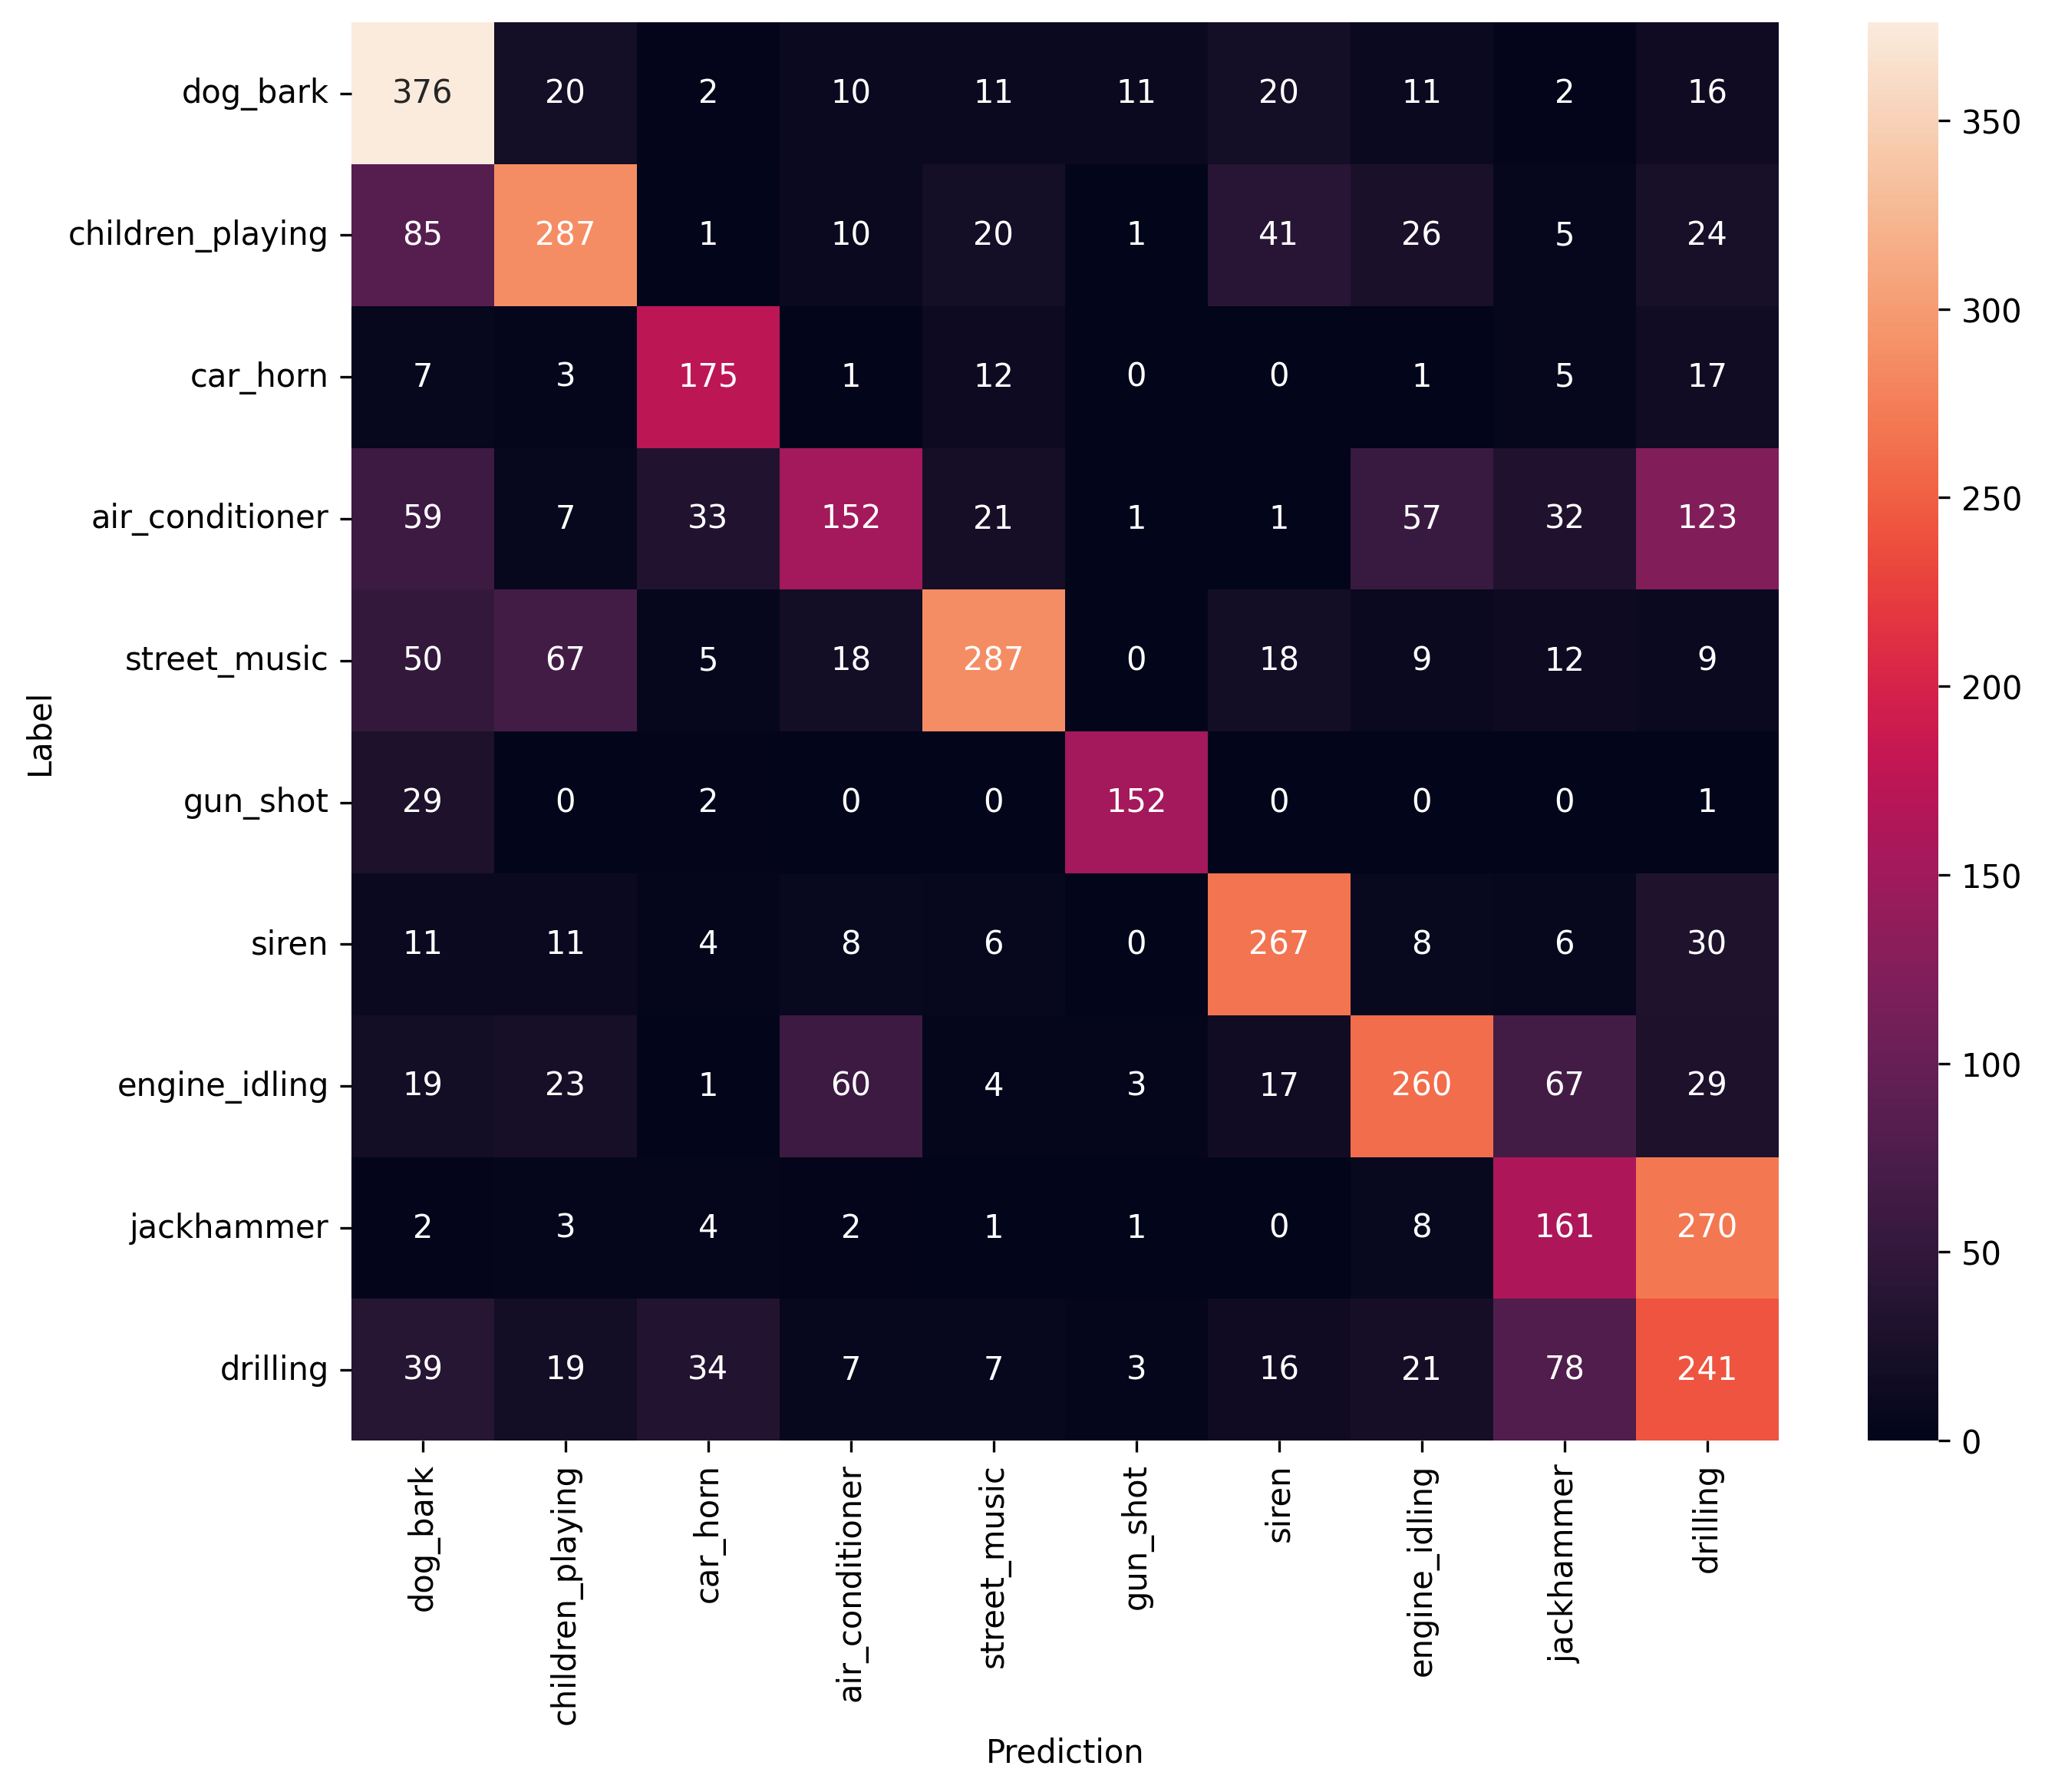 dog_bark 376 20 2 10 11 11 20 11 2 16
children_playing 85 287 1 10 20 1 41 26 5 24
car_horn 7 3 175 1 12 0 0 1 5 17
air_conditioner 59 7 33 152 21 1 1 57 32 123
street_music 50 67 5 18 287 0 18 9 12 9
gun_shot 29 0 2 0 0 152 0 0 0 1
siren 11 11 4 8 6 0 267 8 6 30
engine_idling 19 23 1 60 4 3 17 260 67 29
jackhammer 2 3 4 2 1 1 0 8 161 270
drilling 39 19 34 7 7 3 16 21 78 241
Label
dog_bark
children_playing
car_horn
air_conditioner
street_music
gun_shot
siren
engine_idling
jackhammer
drilling
Prediction
350
300
250
200
150
100
50
0